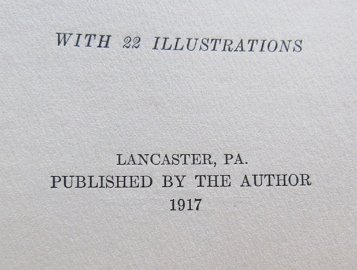 WITH 22 ILLUSTRATIONS
LANCASTER, PA.
PUBLISHED BY THE AUTHOR
1917